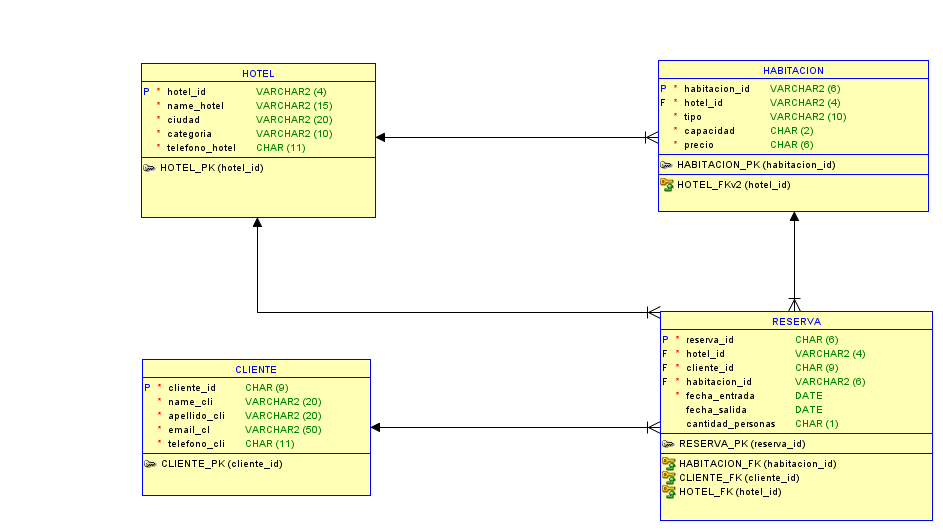 HOTEL
P * hotel_id VARCHAR2 (4)
* name_hotel VARCHAR2 (15)
* ciudad VARCHAR2 (20)
* categoria VARCHAR2 (10)
* telefono_hotel CHAR (11)
HOTEL_PK (hotel_id)
HABITACION
P * habitacion_id VARCHAR2 (6)
F * hotel_id VARCHAR2 (4)
* tipo VARCHAR2 (10)
* capacidad CHAR (2)
* precio CHAR (6)
HABITACION_PK (habitacion_id)
HOTEL_FKv2 (hotel_id)
CLIENTE
P * cliente_id CHAR (9)
* name_cli VARCHAR2 (20)
* apellido_cli VARCHAR2 (20)
* email_cl VARCHAR2 (50)
* telefono_cli CHAR (11)
CLIENTE_PK (cliente_id)
RESERVA
P * reserva_id CHAR (6)
F * hotel_id VARCHAR2 (4)
F * cliente_id CHAR (9)
F * habitacion_id VARCHAR2 (6)
* fecha_entrada DATE
fecha_salida DATE
cantidad_personas CHAR (1)
RESERVA_PK (reserva_id)
HABITACION_FK (habitacion_id)
CLIENTE_FK (cliente_id)
HOTEL_FK (hotel_id)